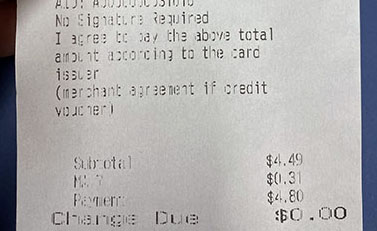 No Signature Required
I agree to pay the above total
amount according to the card
issuer
(merchant agreement if credit
voucher)
Subtotal $4.49
$0.31
Payment $4.80
Change Due $0.00